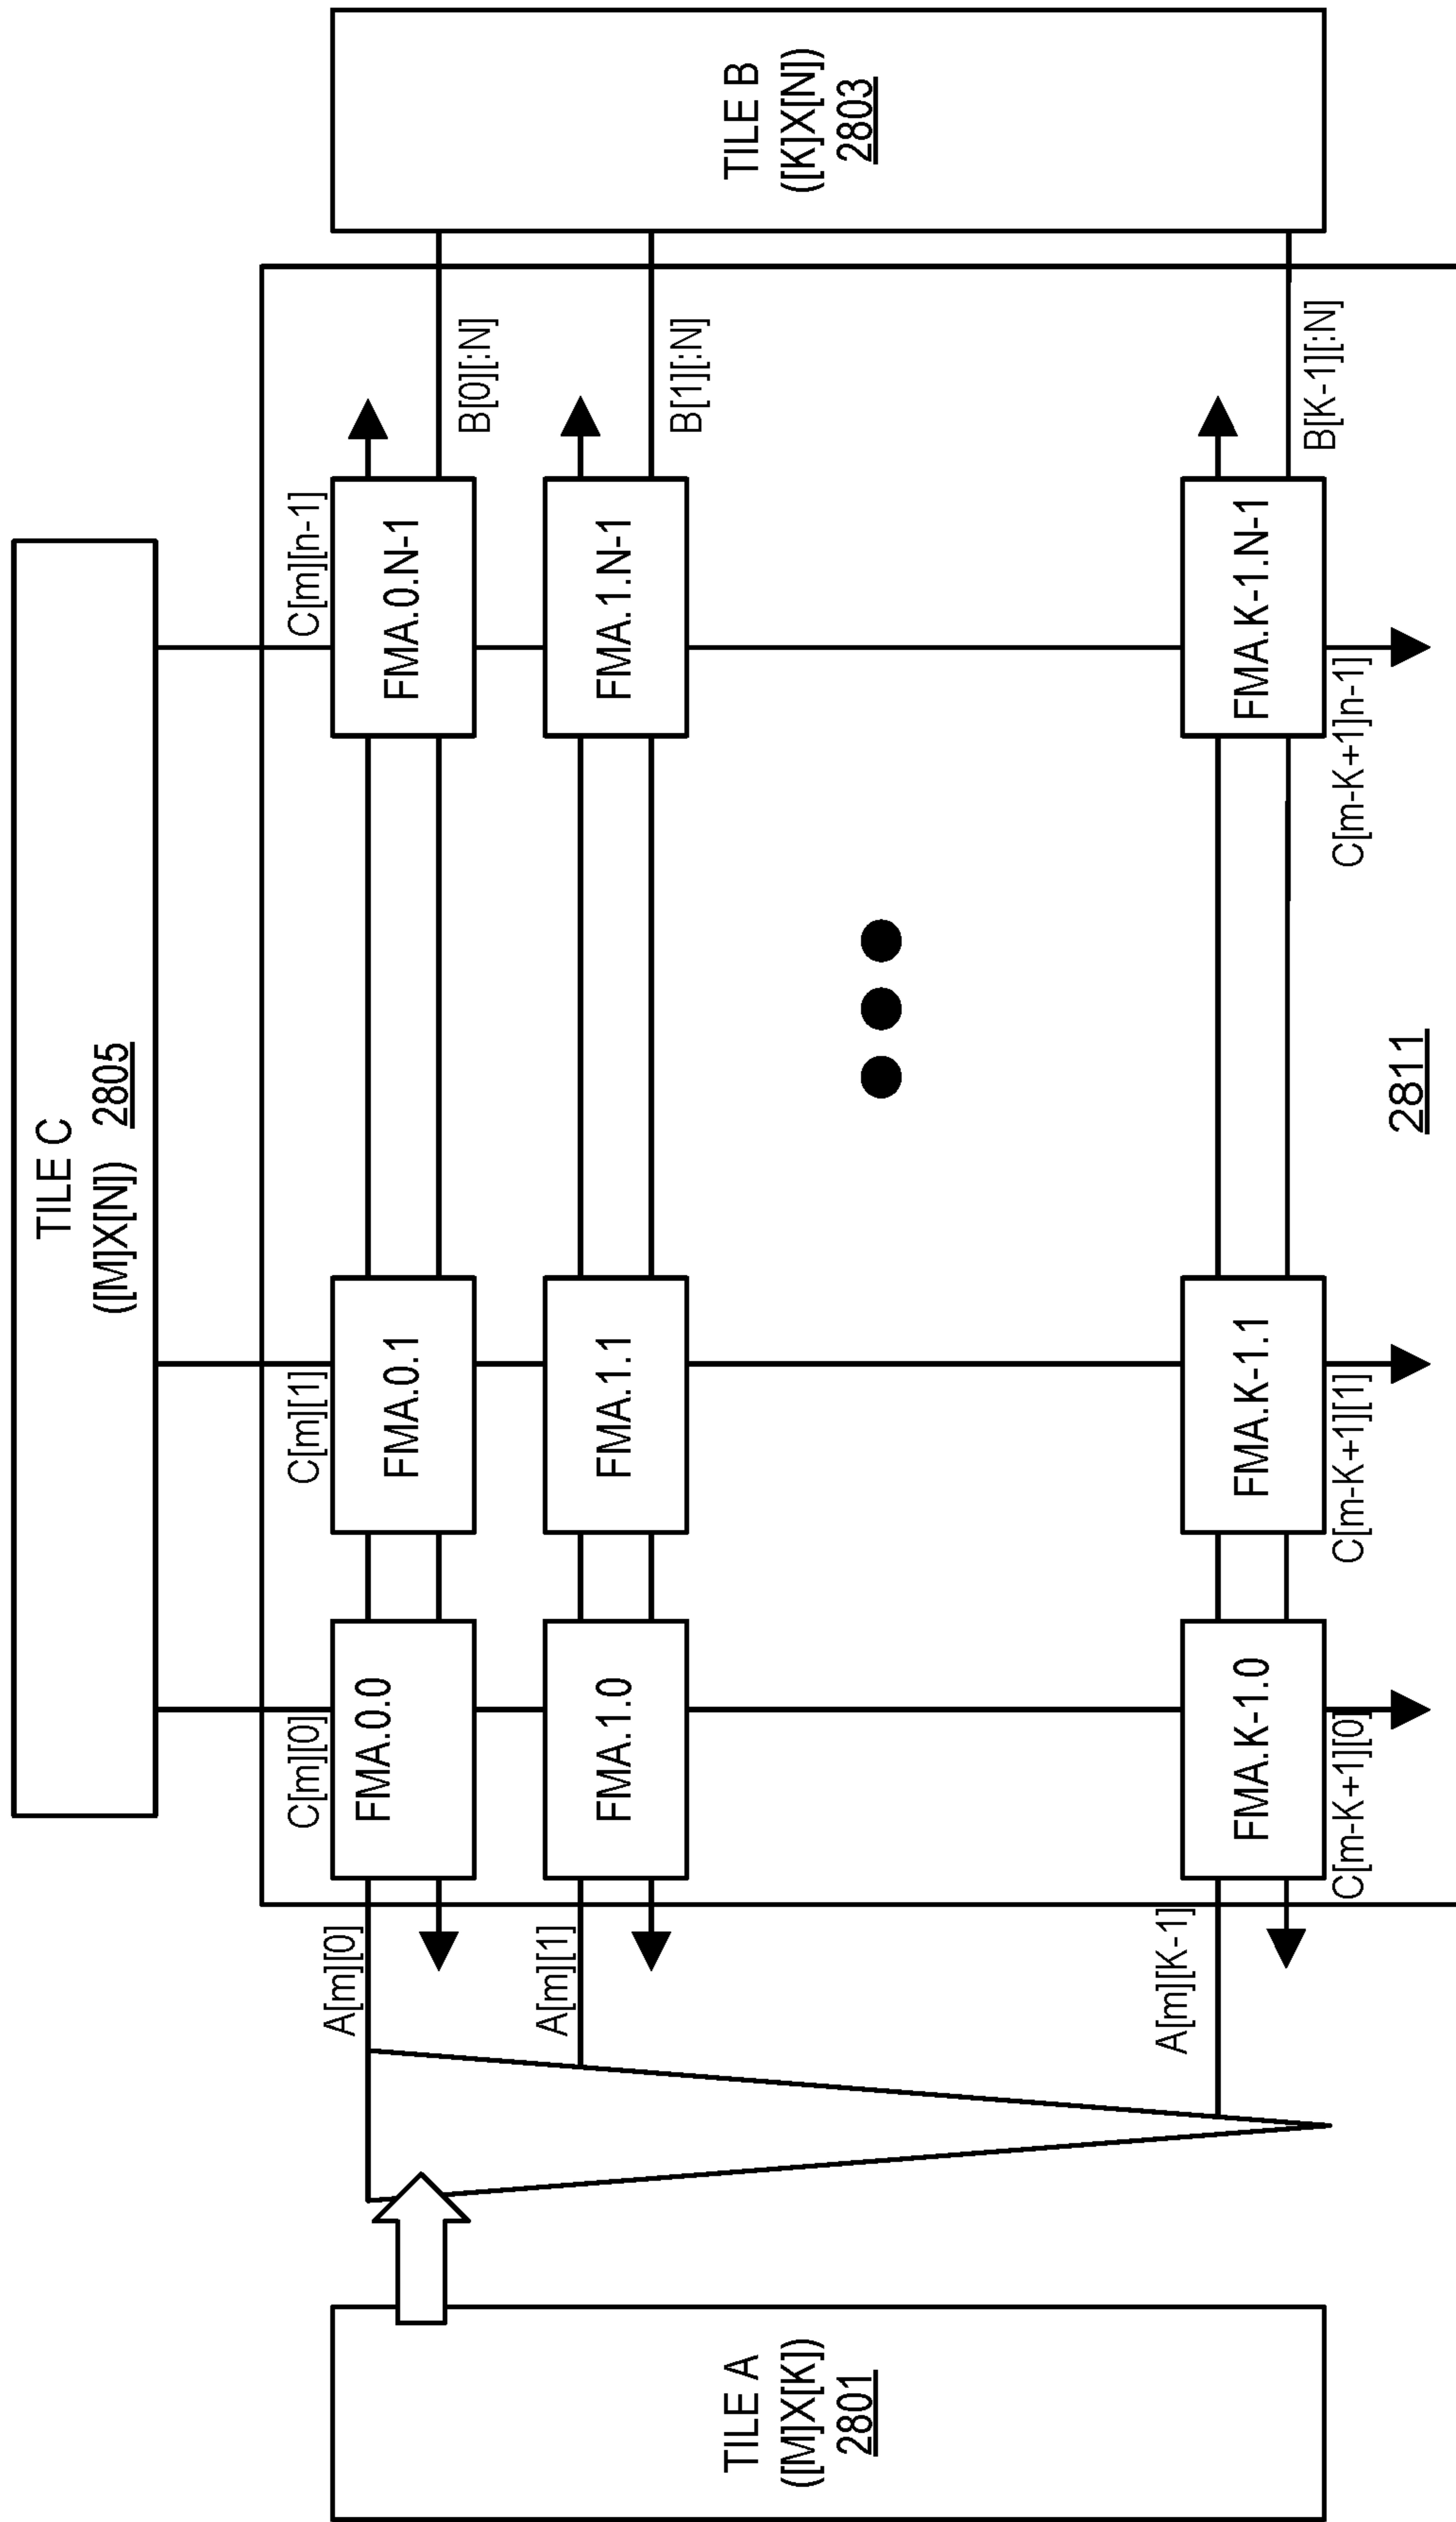 TILE C
([M]X[N]) 2805
TILE A
([M]X[K])
2801
TILE B
([K]X[N])
2803
C[m][0]
C[m][1]
C[m][n-1]
A[m][0]
FMA.0.0
FMA.0.1
FMA.0.N-1
B[0][:N]
A[m][1]
FMA.1.0
FMA.1.1
FMA.1.N-1
B[1][:N]
A[m][K-1]
FMA.K-1.0
FMA.K-1.1
FMA.K-1.N-1
B[K-1][:N]
C[m-K+1][0]
C[m-K+1][1]
C[m-K+1]n-1]
2811